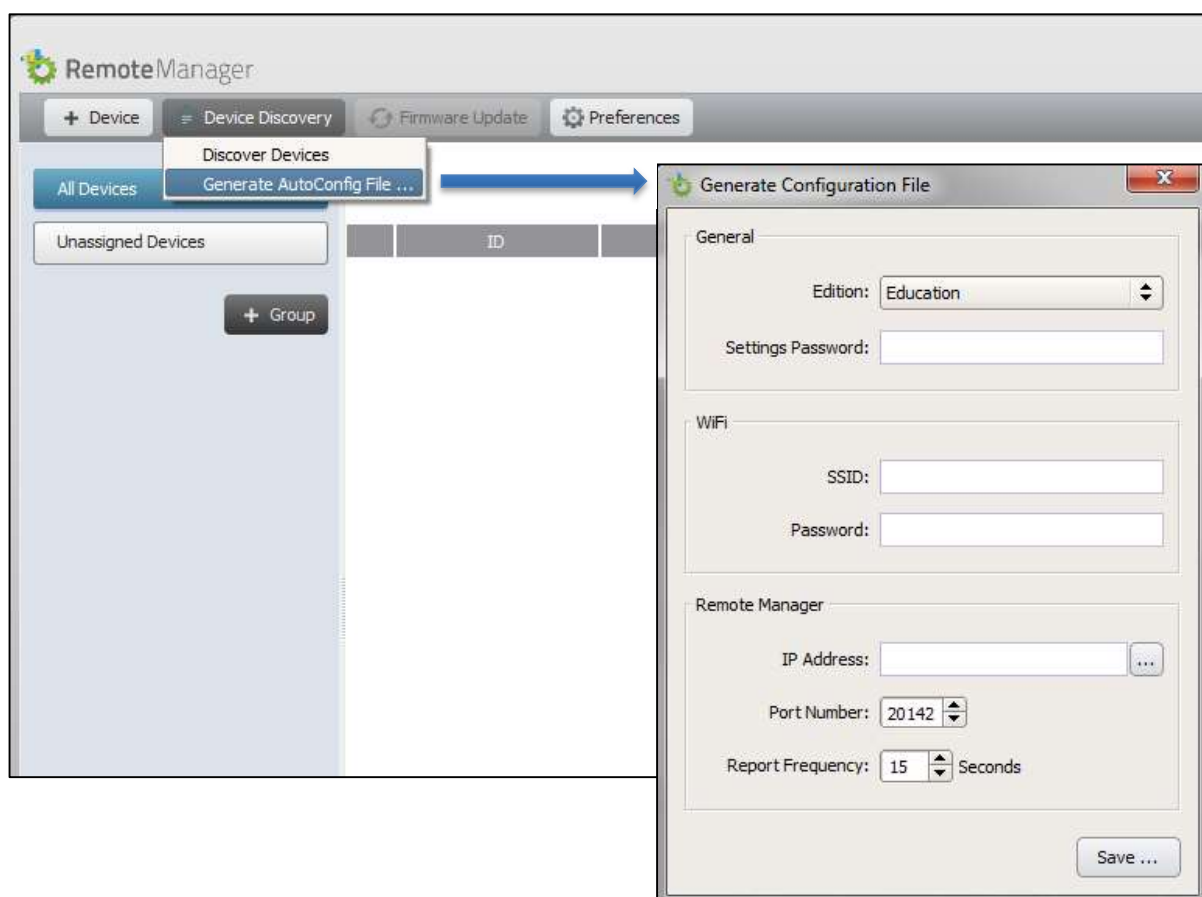 RemoteManager
+ Device
Device Discovery
Firmware Update
Preferences
Discover Devices
Generate AutoConfig File ...
All Devices
Unassigned Devices
ID
+ Group
Generate Configuration File
General
Edition: Education
Settings Password:
WiFi
SSID:
Password:
Remote Manager
IP Address: ...
Port Number: 20142
Report Frequency: 15 Seconds
Save ...